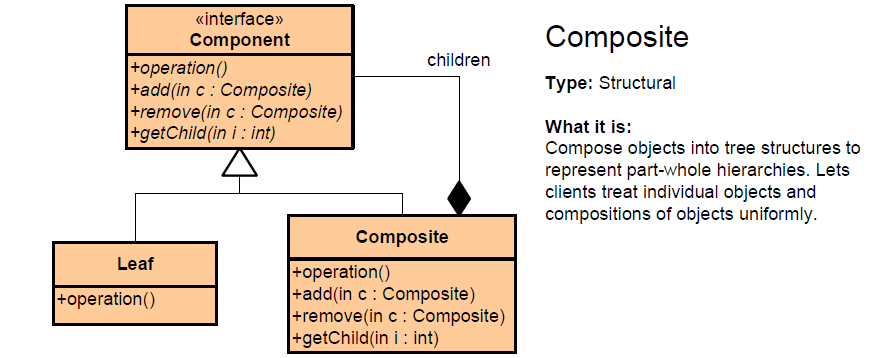 «interface»
Component
+operation()
+add(in c : Composite)
+remove(in c : Composite)
+getChild(in i : int)
children
Leaf
+operation()
Composite
+operation()
+add(in c : Composite)
+remove(in c : Composite)
+getChild(in i : int)
Composite
Type: Structural
What it is:
Compose objects into tree structures to
represent part-whole hierarchies. Lets
clients treat individual objects and
compositions of objects uniformly.